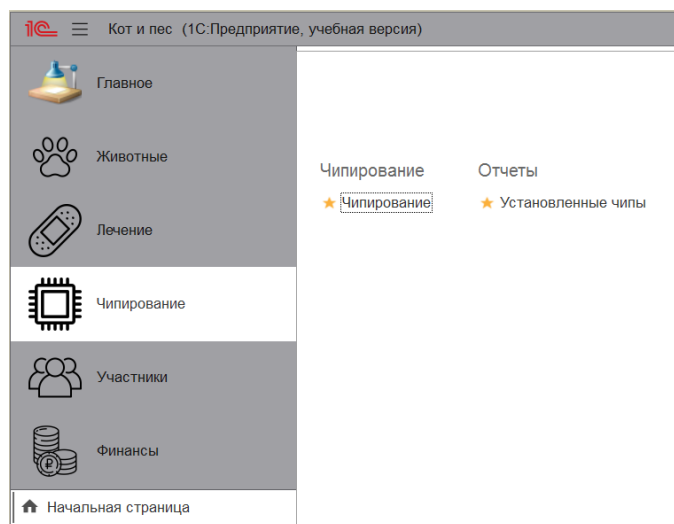 1С Кот и пес (1С:Предприятие, учебная версия)
Главное
Животные
Лечение
Чипирование
Участники
Финансы
Начальная страница
Чипирование
Чипирование
Отчеты
Установленные чипы